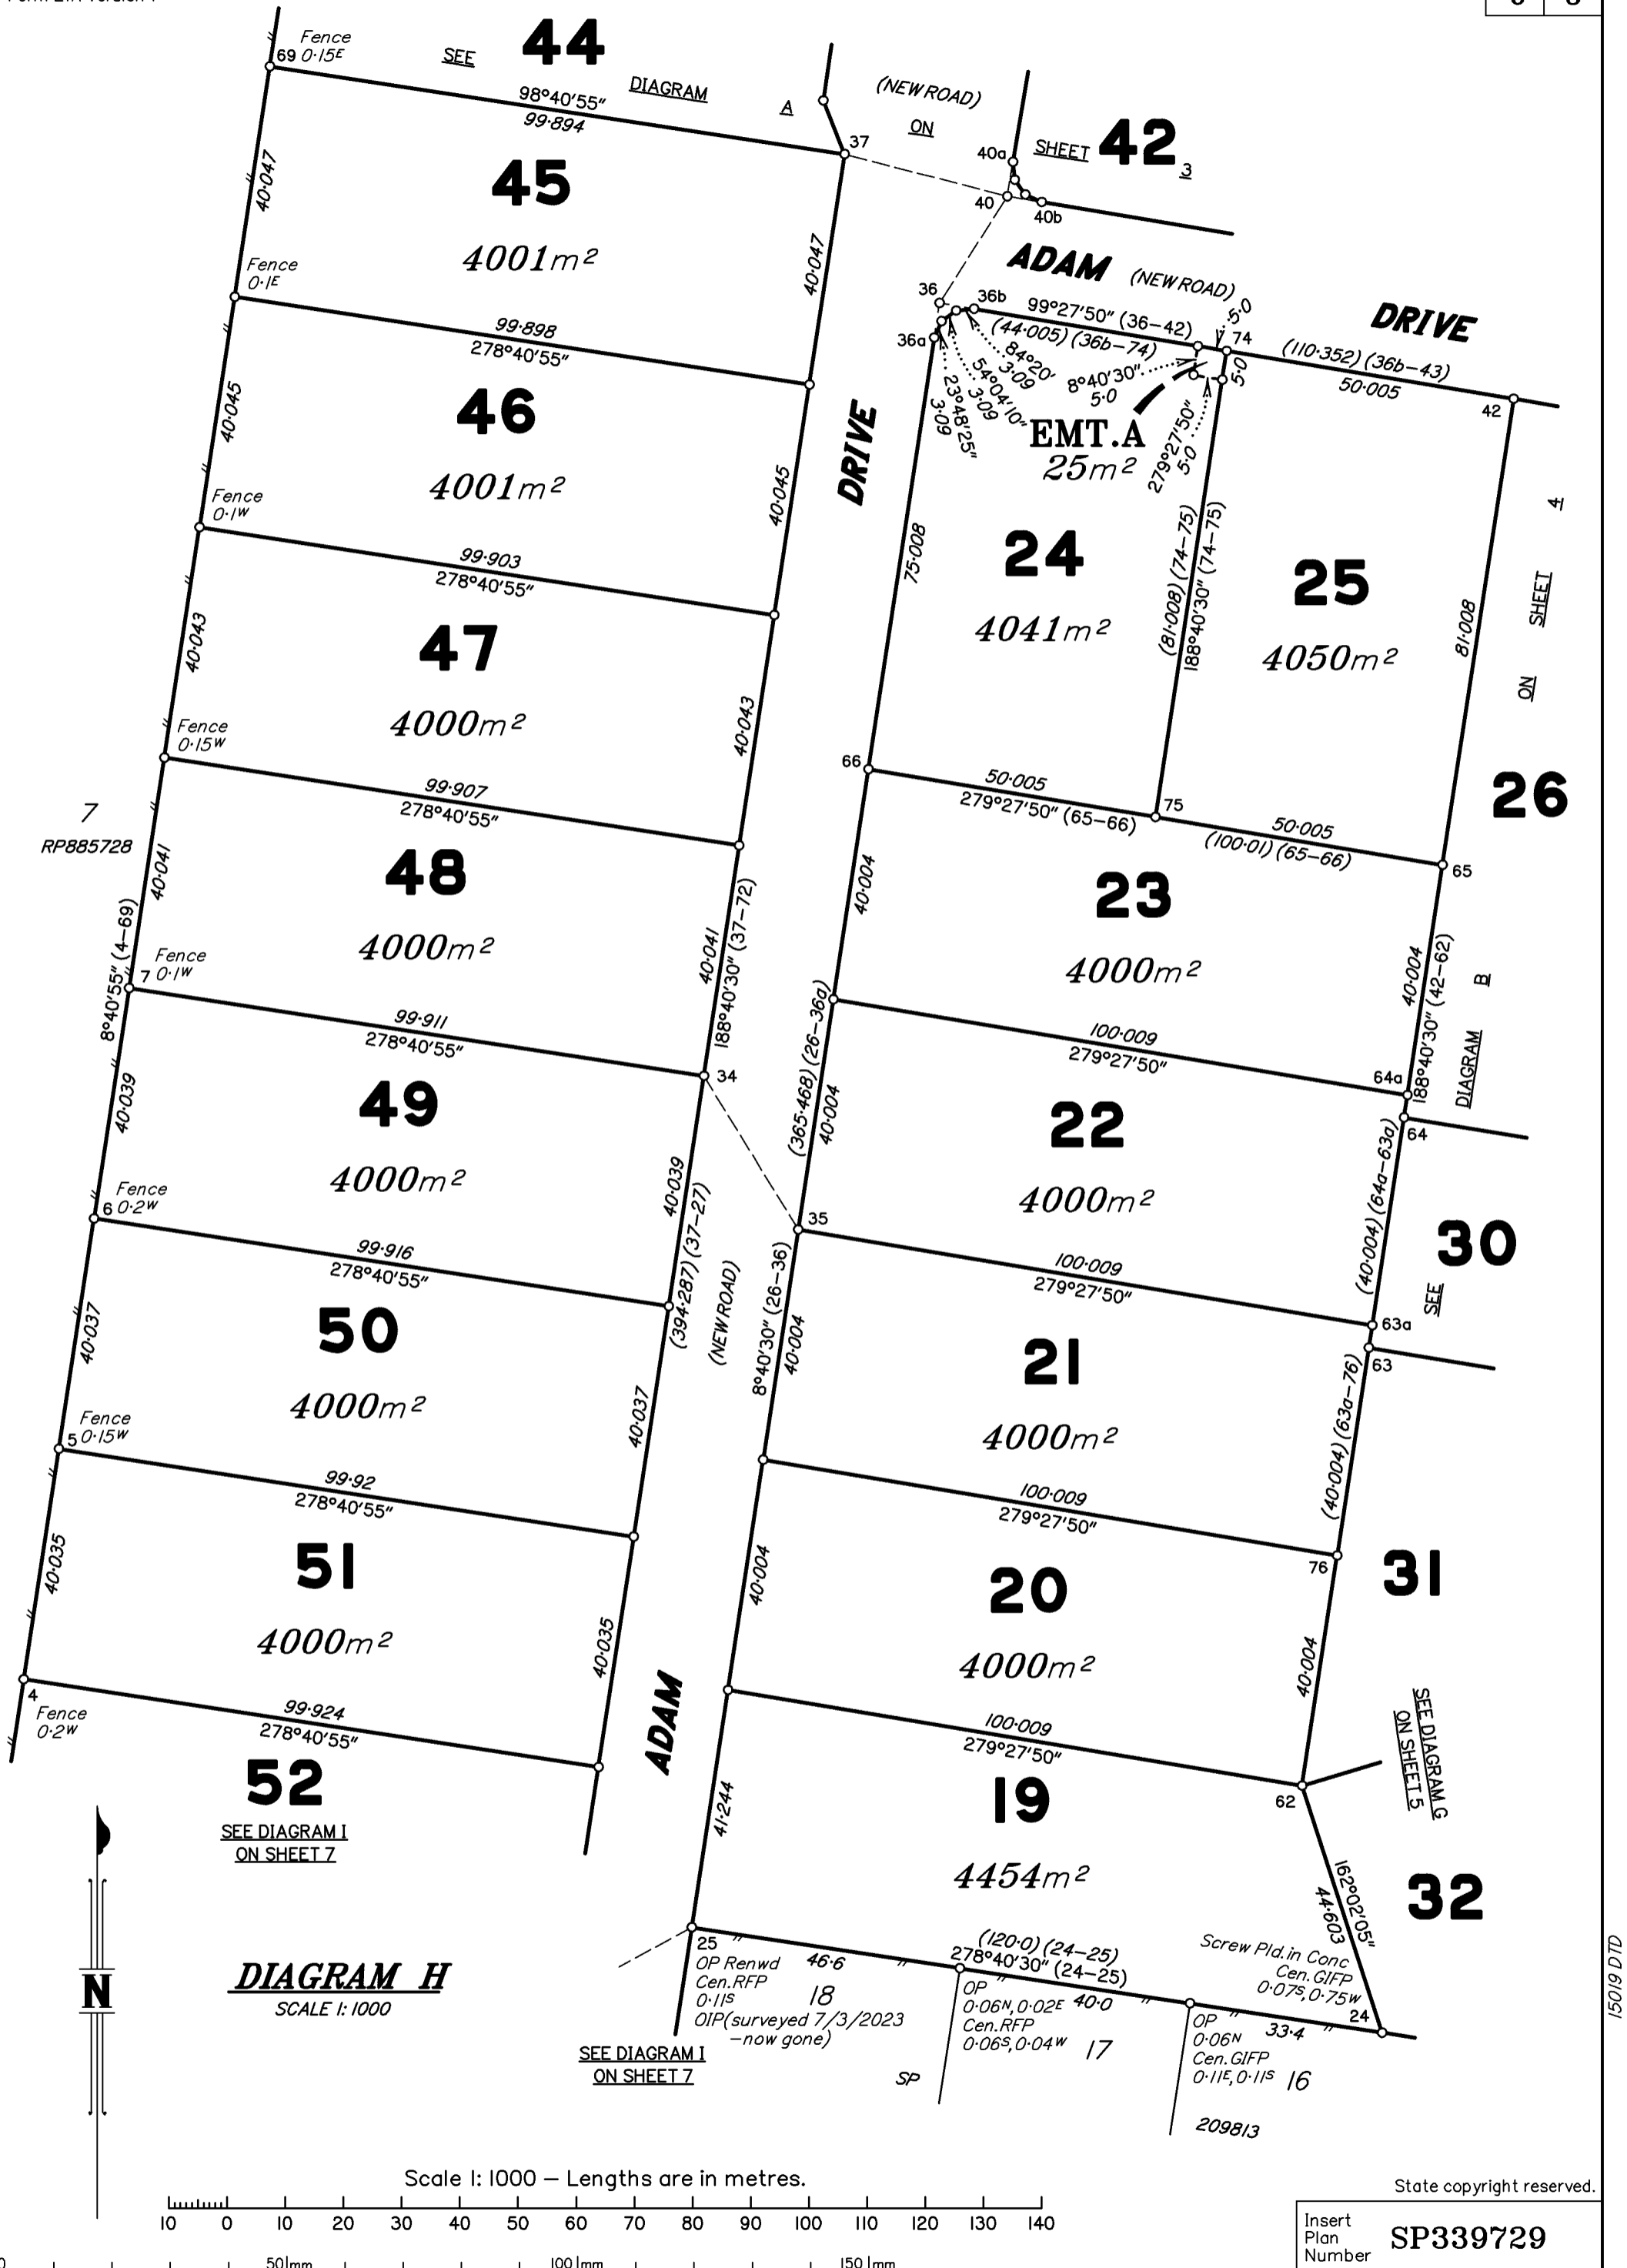 Fence
69 0·15E
SEE
44
DIAGRAM
A
(NEW ROAD)
ON
SHEET 42 3
98°40'55"
99·894
37
40a
40
40b
40·047
45
4001m²
40·047
Fence
0·1E
ADAM (NEW ROAD)
DRIVE
36
36b
36a
99°27'50" (36-42)
(44·005) (36b-74)
5·0
74
(110·352) (36b-43)
50·005
42
84°20'
3·09
54°04'10"
3·09
23°48'25"
3·09
8°40'30"
5·0
5·0
279°27'50"
5·0
EMT.A
25m²
99·898
278°40'55"
40·045
46
4001m²
40·045
DRIVE
Fence
0·1W
75·008
24
4041m²
(81·008) (74-75)
188°40'30" (74-75)
25
4050m²
81·008
ON SHEET 4
99·903
278°40'55"
40·043
47
4000m²
40·043
Fence
0·15W
66
50·005
279°27'50" (65-66)
75
50·005
(100·01) (65-66)
65
26
7
RP885728
99·907
278°40'55"
40·041
48
4000m²
40·041
188°40'30" (37-72)
8°40'55" (4-69)
Fence
7 0·1W
40·004
23
4000m²
40·004
188°40'30" (42-62)
SEE DIAGRAM B
99·911
278°40'55"
34
40·039
49
4000m²
40·039
(394·287) (37-27)
(NEW ROAD)
Fence
6 0·2W
(365·468) (26-36a)
40·004
100·009
279°27'50"
64a
64
22
4000m²
(40·004) (64a-63a)
30
35
99·916
278°40'55"
40·037
50
4000m²
40·037
Fence
5 0·15W
8°40'30" (26-36)
40·004
100·009
279°27'50"
63a
63
21
4000m²
(40·004) (63a-76)
99·92
278°40'55"
40·035
51
4000m²
40·035
4
Fence
0·2W
40·004
100·009
279°27'50"
76
31
20
4000m²
40·004
99·924
278°40'55"
52
SEE DIAGRAM I
ON SHEET 7
ADAM
100·009
279°27'50"
62
SEE DIAGRAM G
ON SHEET 5
41·244
19
4454m²
162°02'05"
44·603
32
25
(120·0) (24-25)
278°40'30" (24-25)
Screw Pld.in Conc
Cen.GIFP
0·07S,0·75W
24
OP Renwd
Cen.RFP
0·11S
OIP(surveyed 7/3/2023
-now gone)
46·6
18
OP
0·06N,0·02E
Cen.RFP
0·06S,0·04W
40·0
17
OP
0·06N
Cen.GIFP
0·11E,0·11S
33·4
16
SEE DIAGRAM I
ON SHEET 7
SP
209813
N
DIAGRAM H
SCALE 1:1000
15019 DTD
Scale 1:1000 – Lengths are in metres.
10 0 10 20 30 40 50 60 70 80 90 100 110 120 130 140
50mm 100mm 150mm
State copyright reserved.
Insert
Plan
Number
SP339729